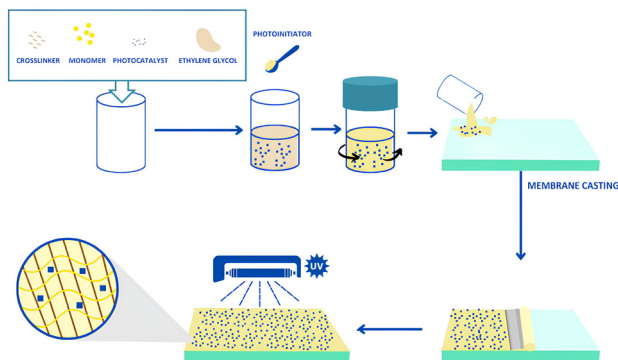 PHOTOINITIATOR
CROSSLINKER
MONOMER
PHOTOCATALYST
ETHYLENE GLYCOL
MEMBRANE CASTING
UV